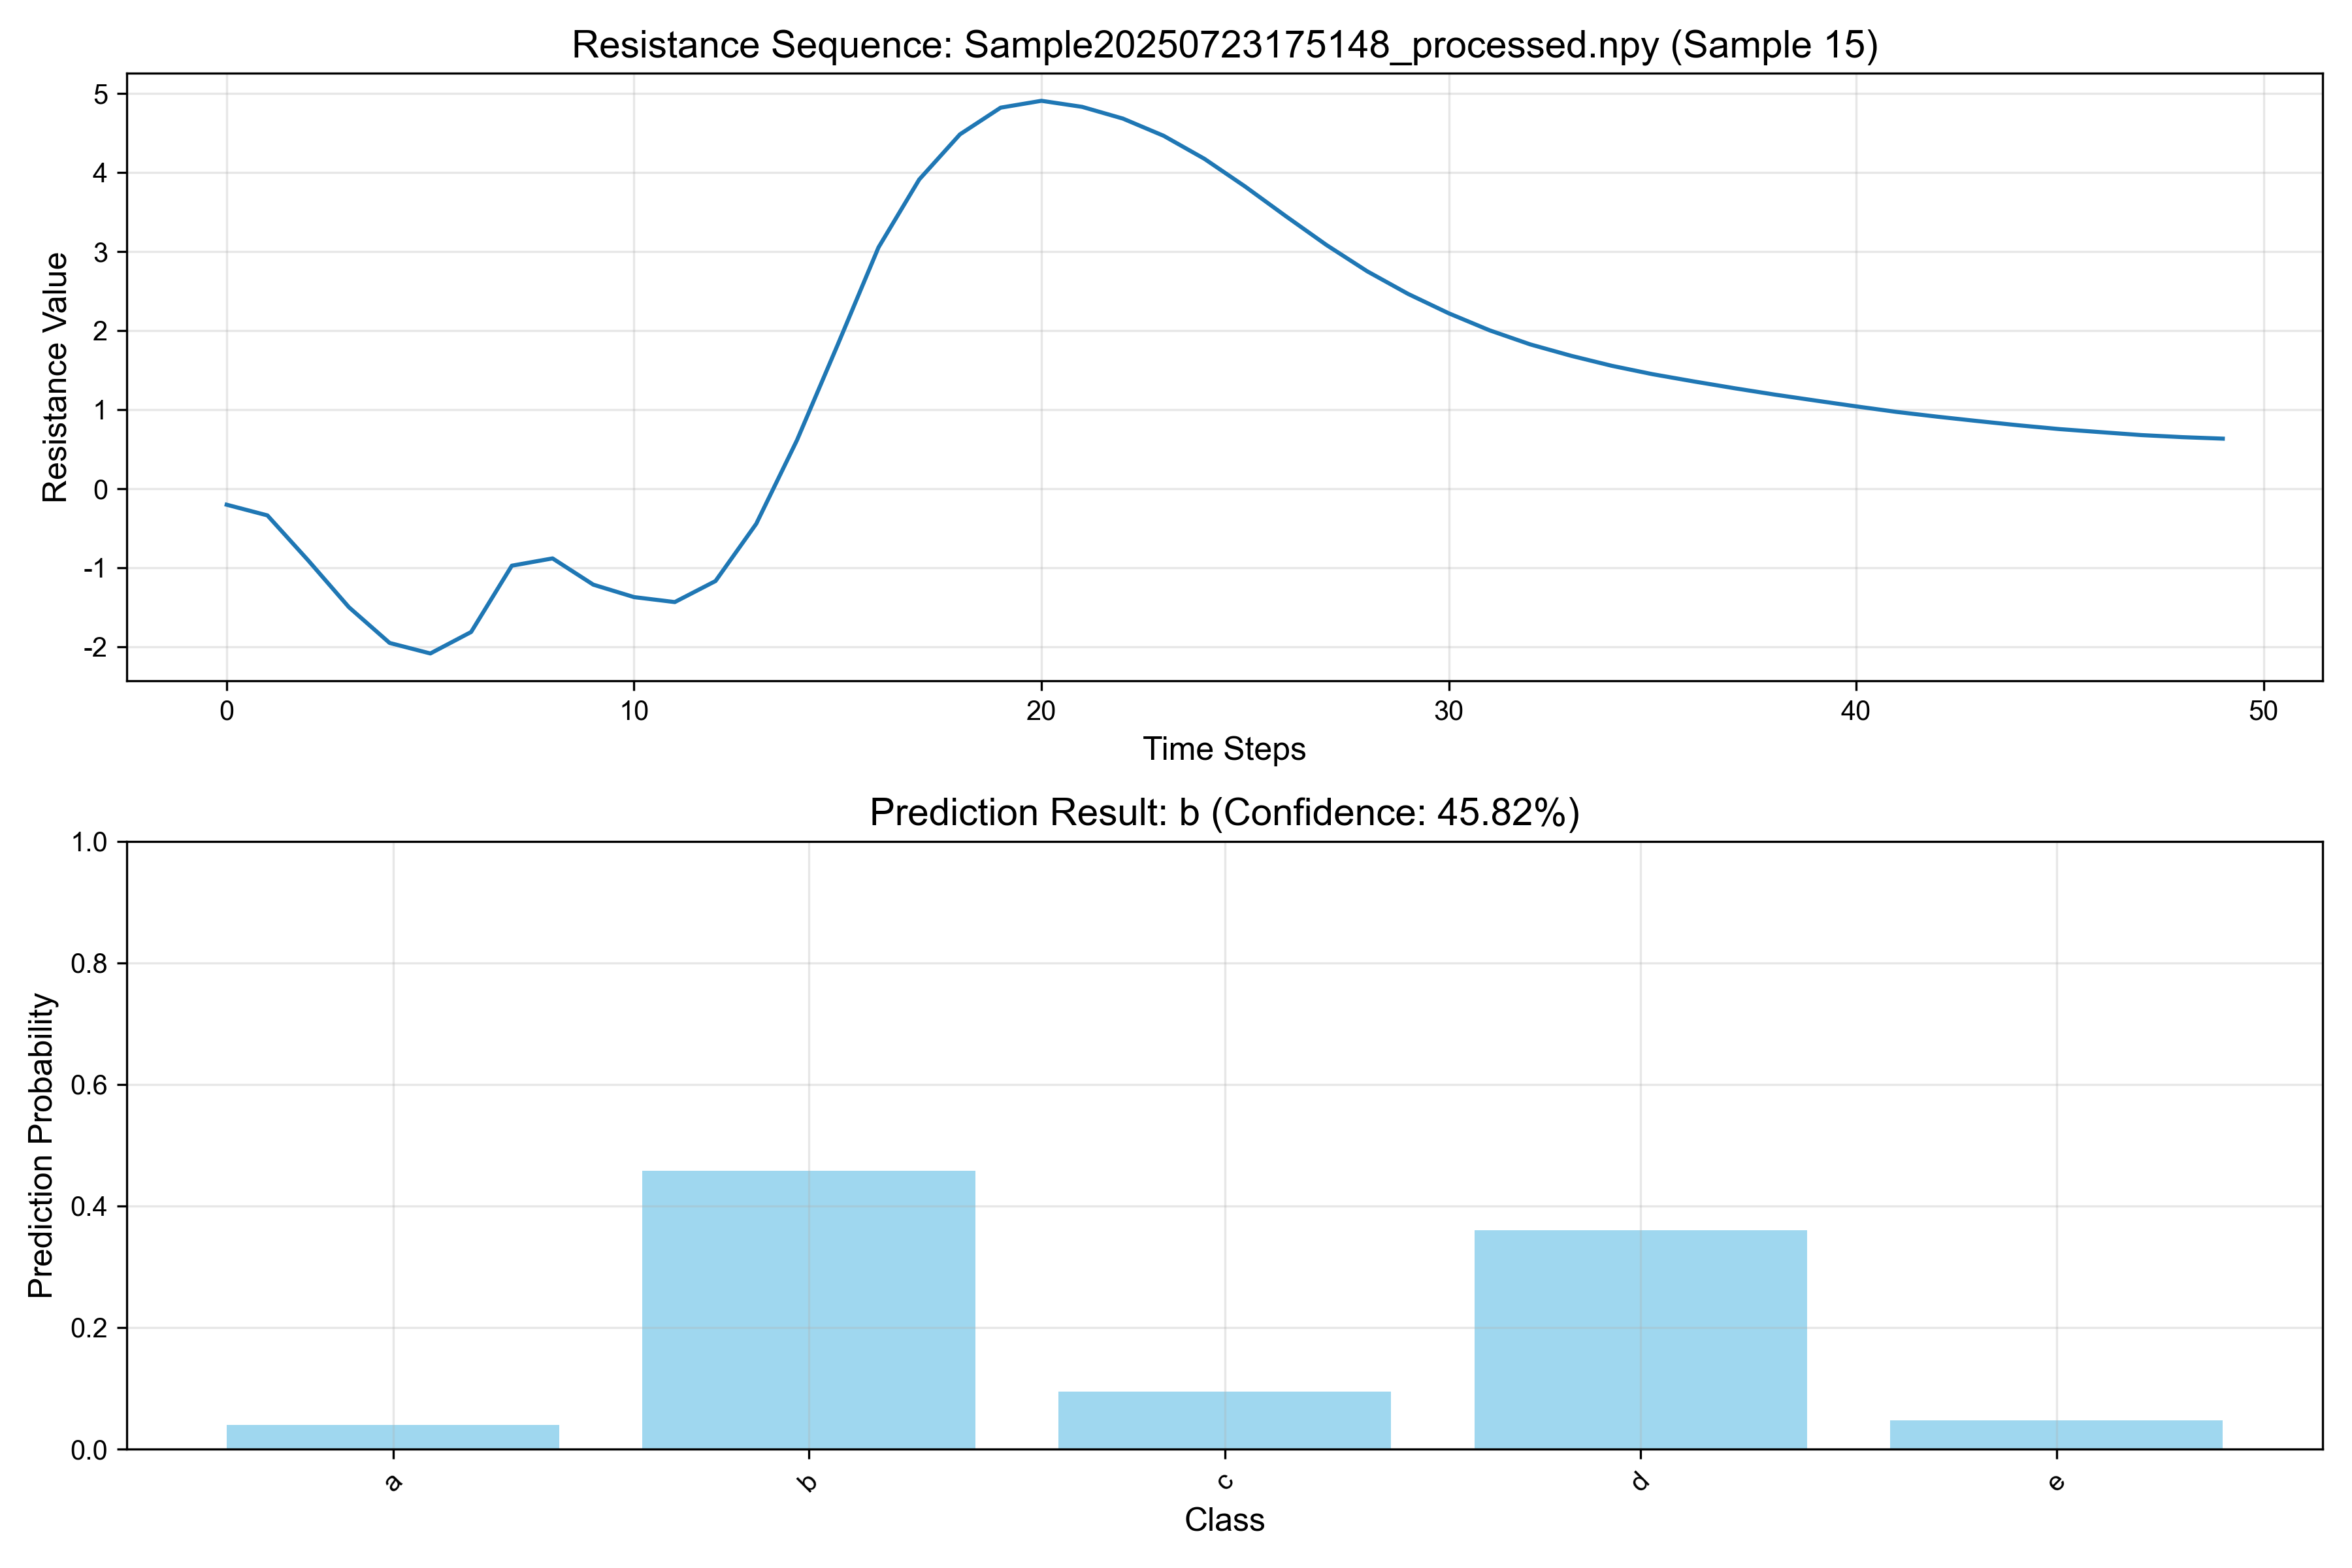 Resistance Sequence: Sample20250723175148_processed.npy (Sample 15)
Resistance Value
5
4
3
2
1
0
-1
-2
0 10 20 30 40 50
Time Steps
Prediction Result: b (Confidence: 45.82%)
Prediction Probability
1.0
0.8
0.6
0.4
0.2
0.0
a b c d e
Class